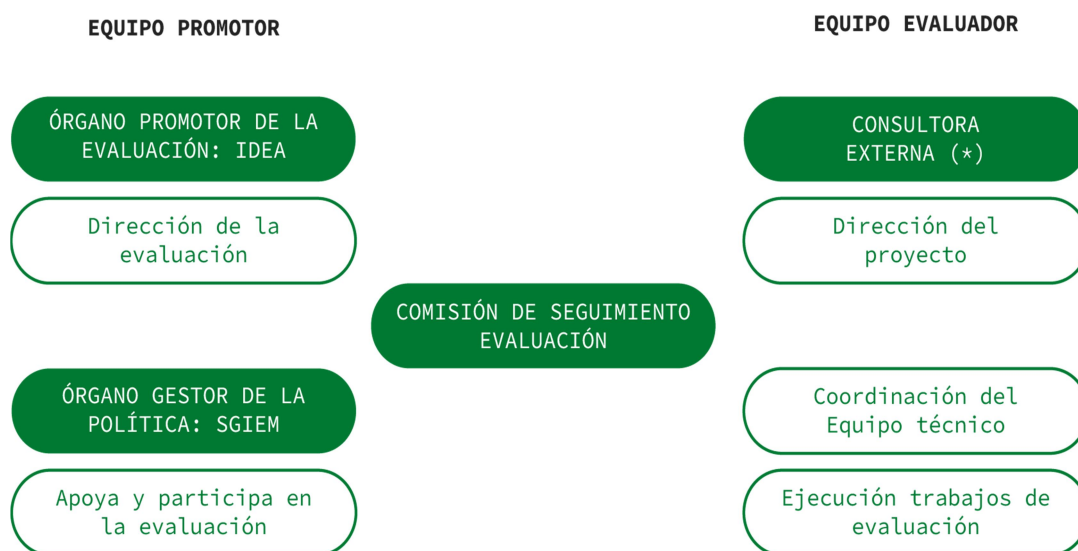 EQUIPO PROMOTOR
ÓRGANO PROMOTOR DE LA
EVALUACIÓN: IDEA
Dirección de la
evaluación
ÓRGANO GESTOR DE LA
POLÍTICA: SGIEM
Apoya y participa en
la evaluación
COMISIÓN DE SEGUIMIENTO
EVALUACIÓN
EQUIPO EVALUADOR
CONSULTORA
EXTERNA (*)
Dirección del
proyecto
Coordinación del
Equipo técnico
Ejecución trabajos de
evaluación